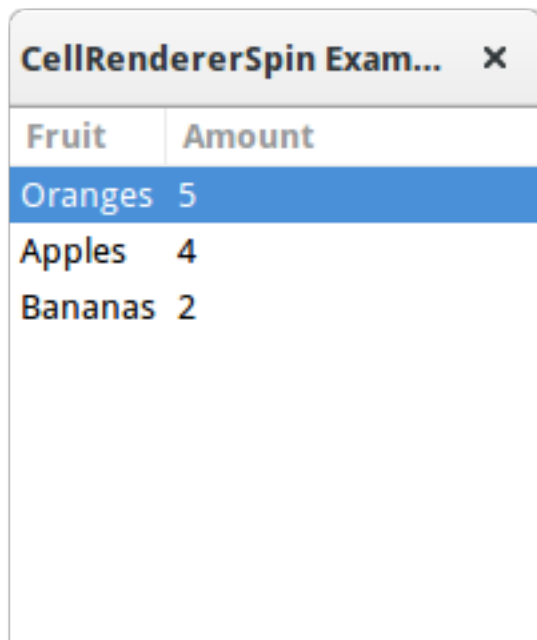 CellRendererSpin Exam...
Fruit Amount
Oranges 5
Apples 4
Bananas 2